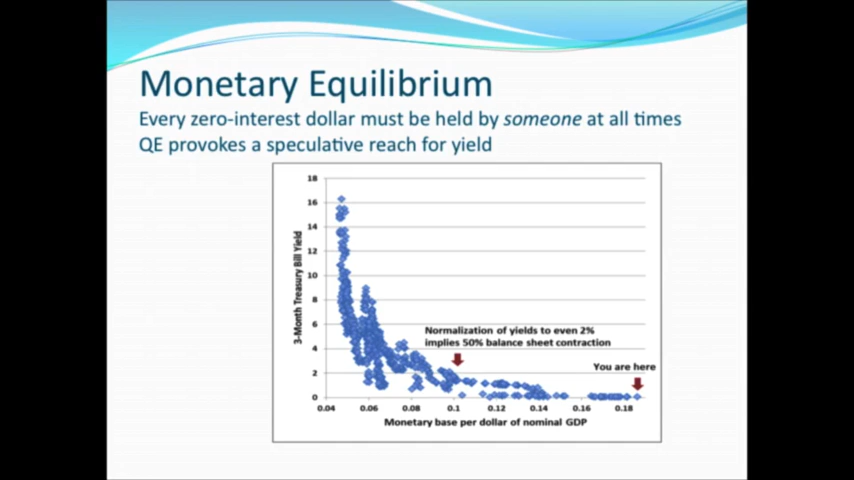 Monetary Equilibrium
Every zero-interest dollar must be held by someone at all times
QE provokes a speculative reach for yield
18
16
14
12
10
8
6
4
2
0
3-Month Treasury Bill Yield
Normalization of yields to even 2%
implies 50% balance sheet contraction
You are here
0.04 0.06 0.08 0.1 0.12 0.14 0.16 0.18
Monetary base per dollar of nominal GDP